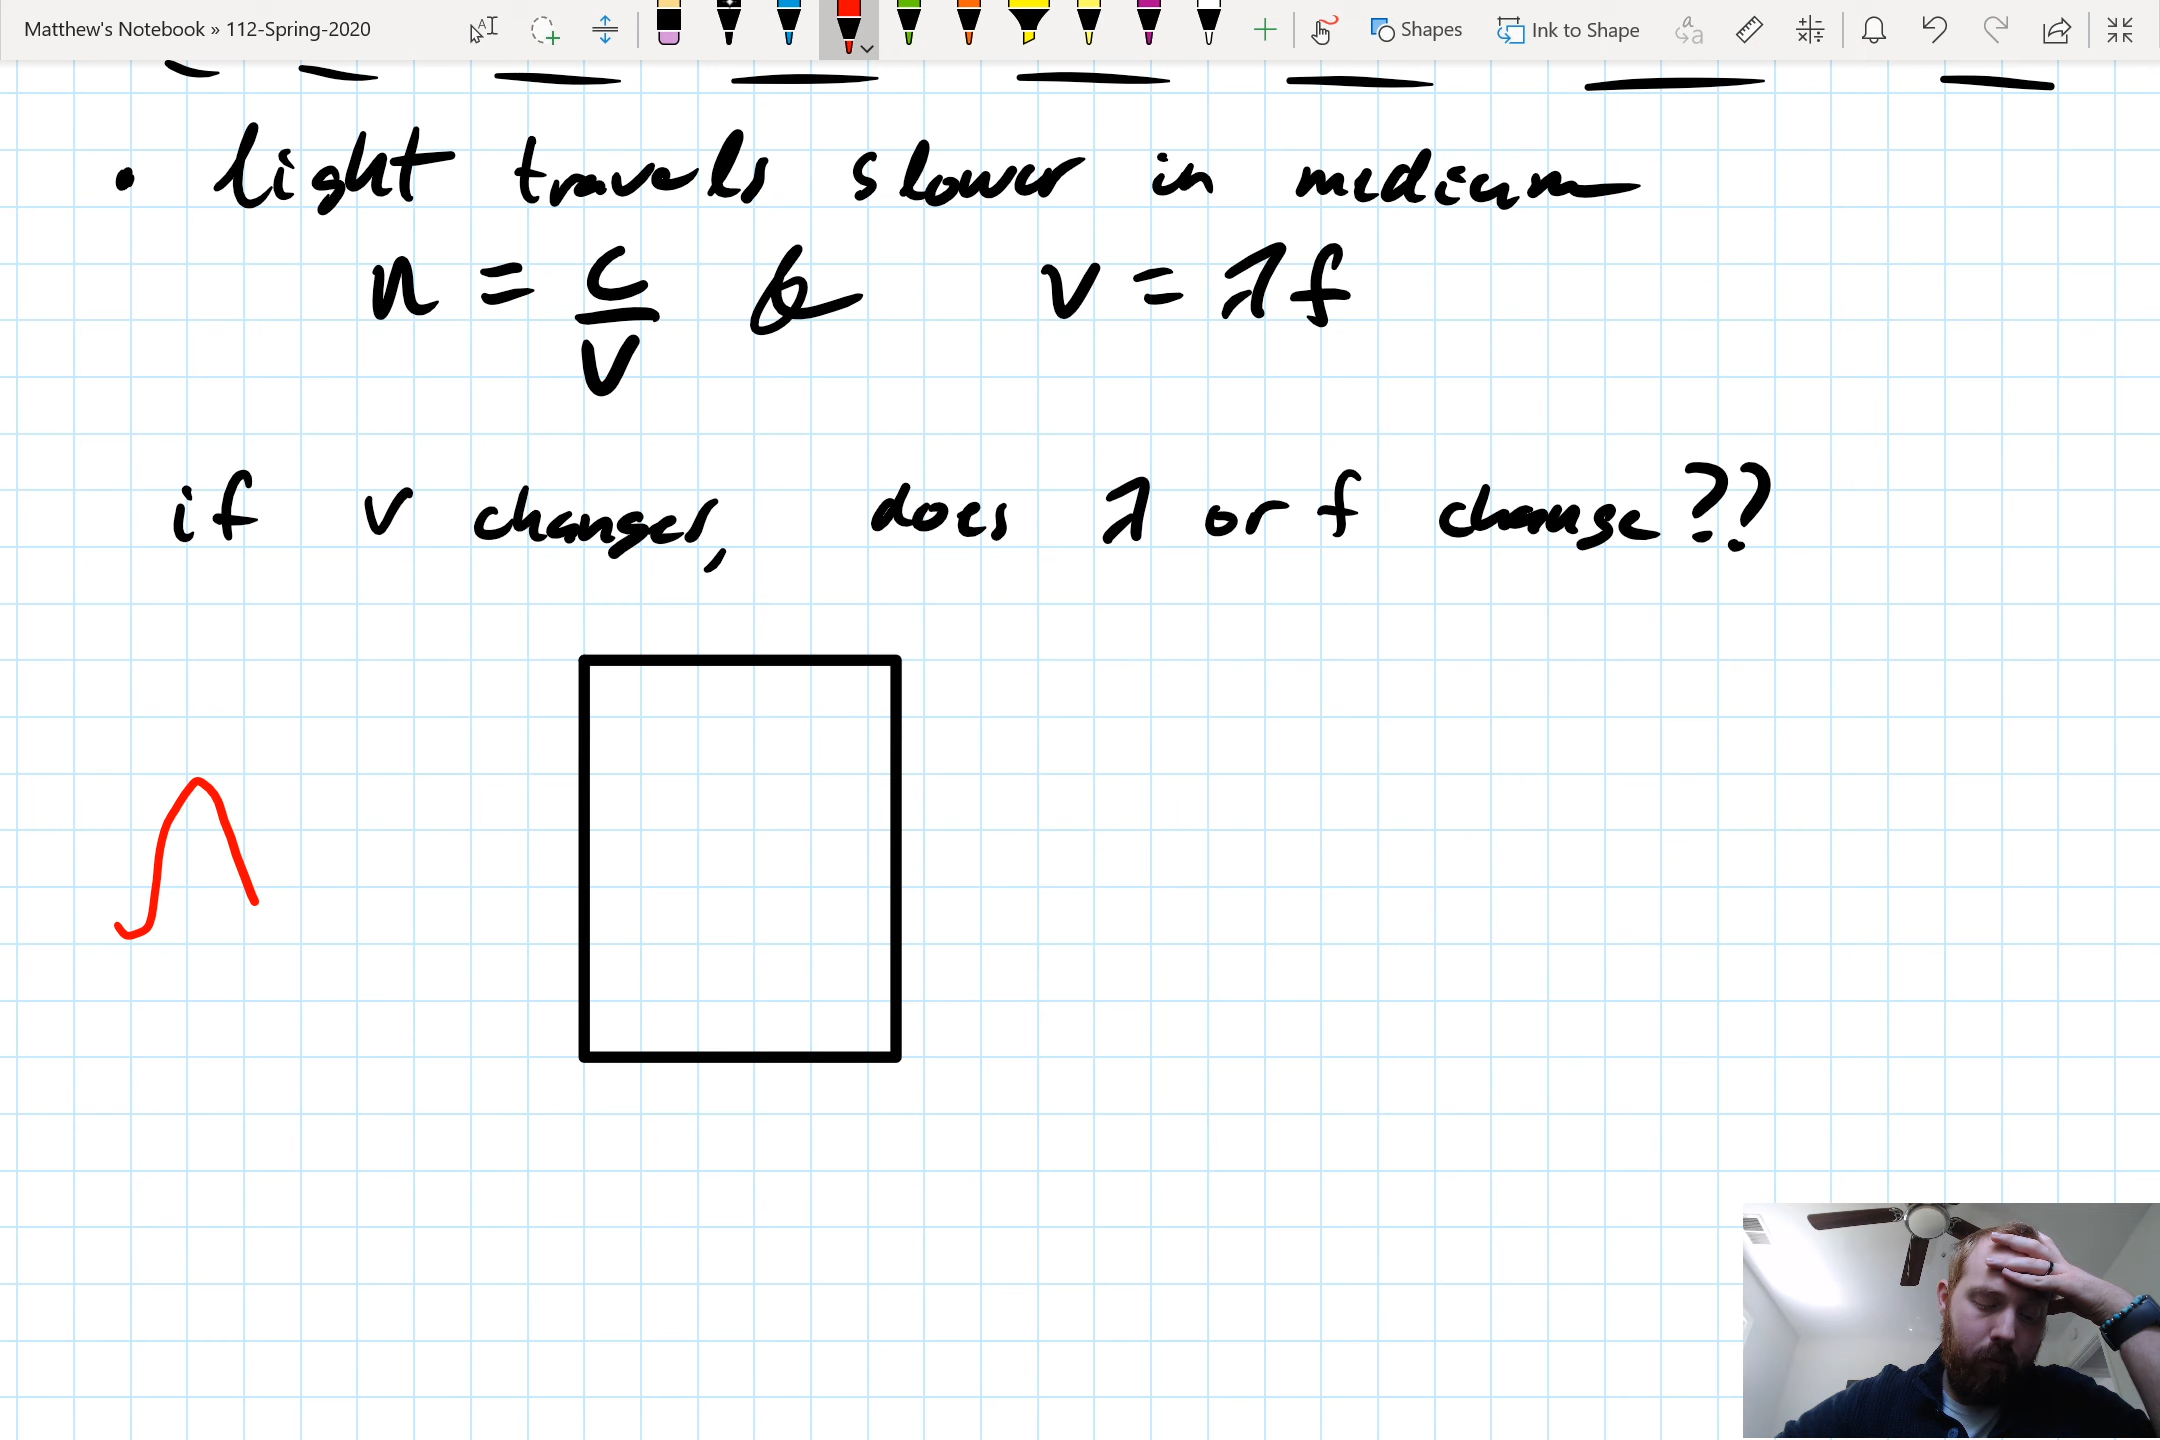 Matthew's Notebook » 112-Spring-2020 Shapes Ink to Shape
• light travels slower in medium
n = c/v & v = λf
if v changes, does λ or f change??